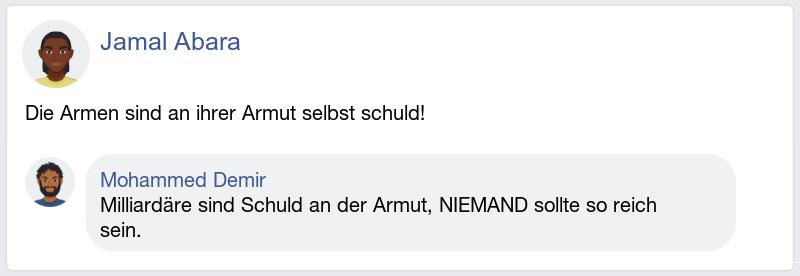 Jamal Abara
Die Armen sind an ihrer Armut selbst schuld!
Mohammed Demir
Milliardäre sind Schuld an der Armut, NIEMAND sollte so reich
sein.